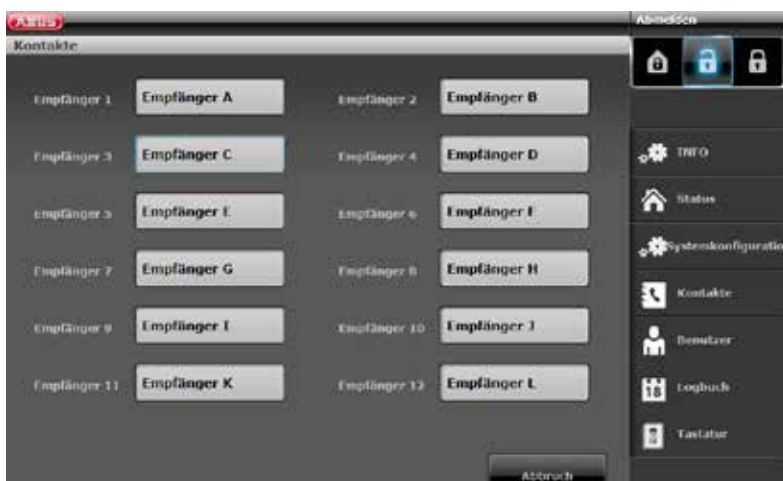 ABUS
Abmelden
Kontakte
Empfänger 1
Empfänger A
Empfänger 2
Empfänger B
Empfänger 3
Empfänger C
Empfänger 4
Empfänger D
Empfänger 5
Empfänger E
Empfänger 6
Empfänger F
Empfänger 7
Empfänger G
Empfänger 8
Empfänger H
Empfänger 9
Empfänger I
Empfänger 10
Empfänger J
Empfänger 11
Empfänger K
Empfänger 12
Empfänger L
Abbruch
INFO
Status
Systemkonfiguratio
Kontakte
Benutzer
18
Logbuch
Tastatur